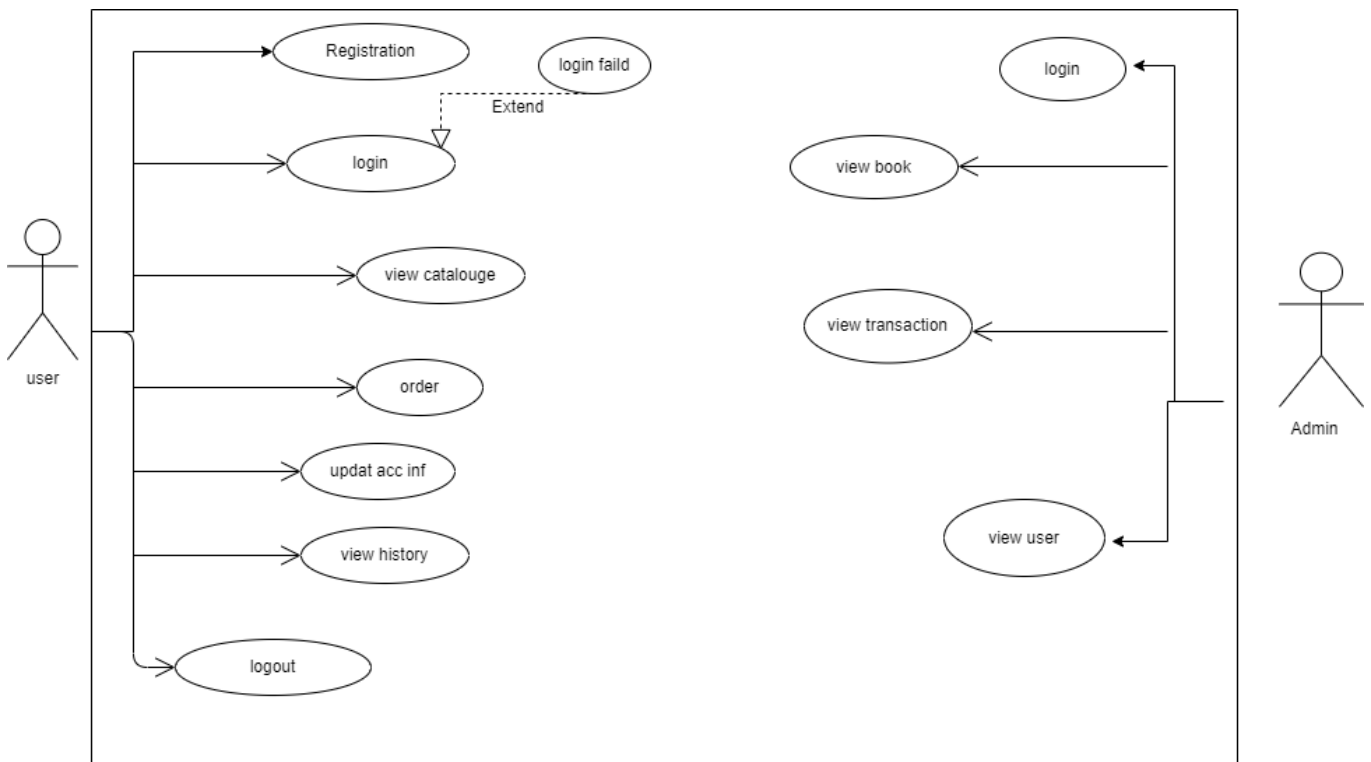 Registration
login faild
login
Extend
login
view book
view catalouge
view transaction
user
order
Admin
updat acc inf
view history
view user
logout